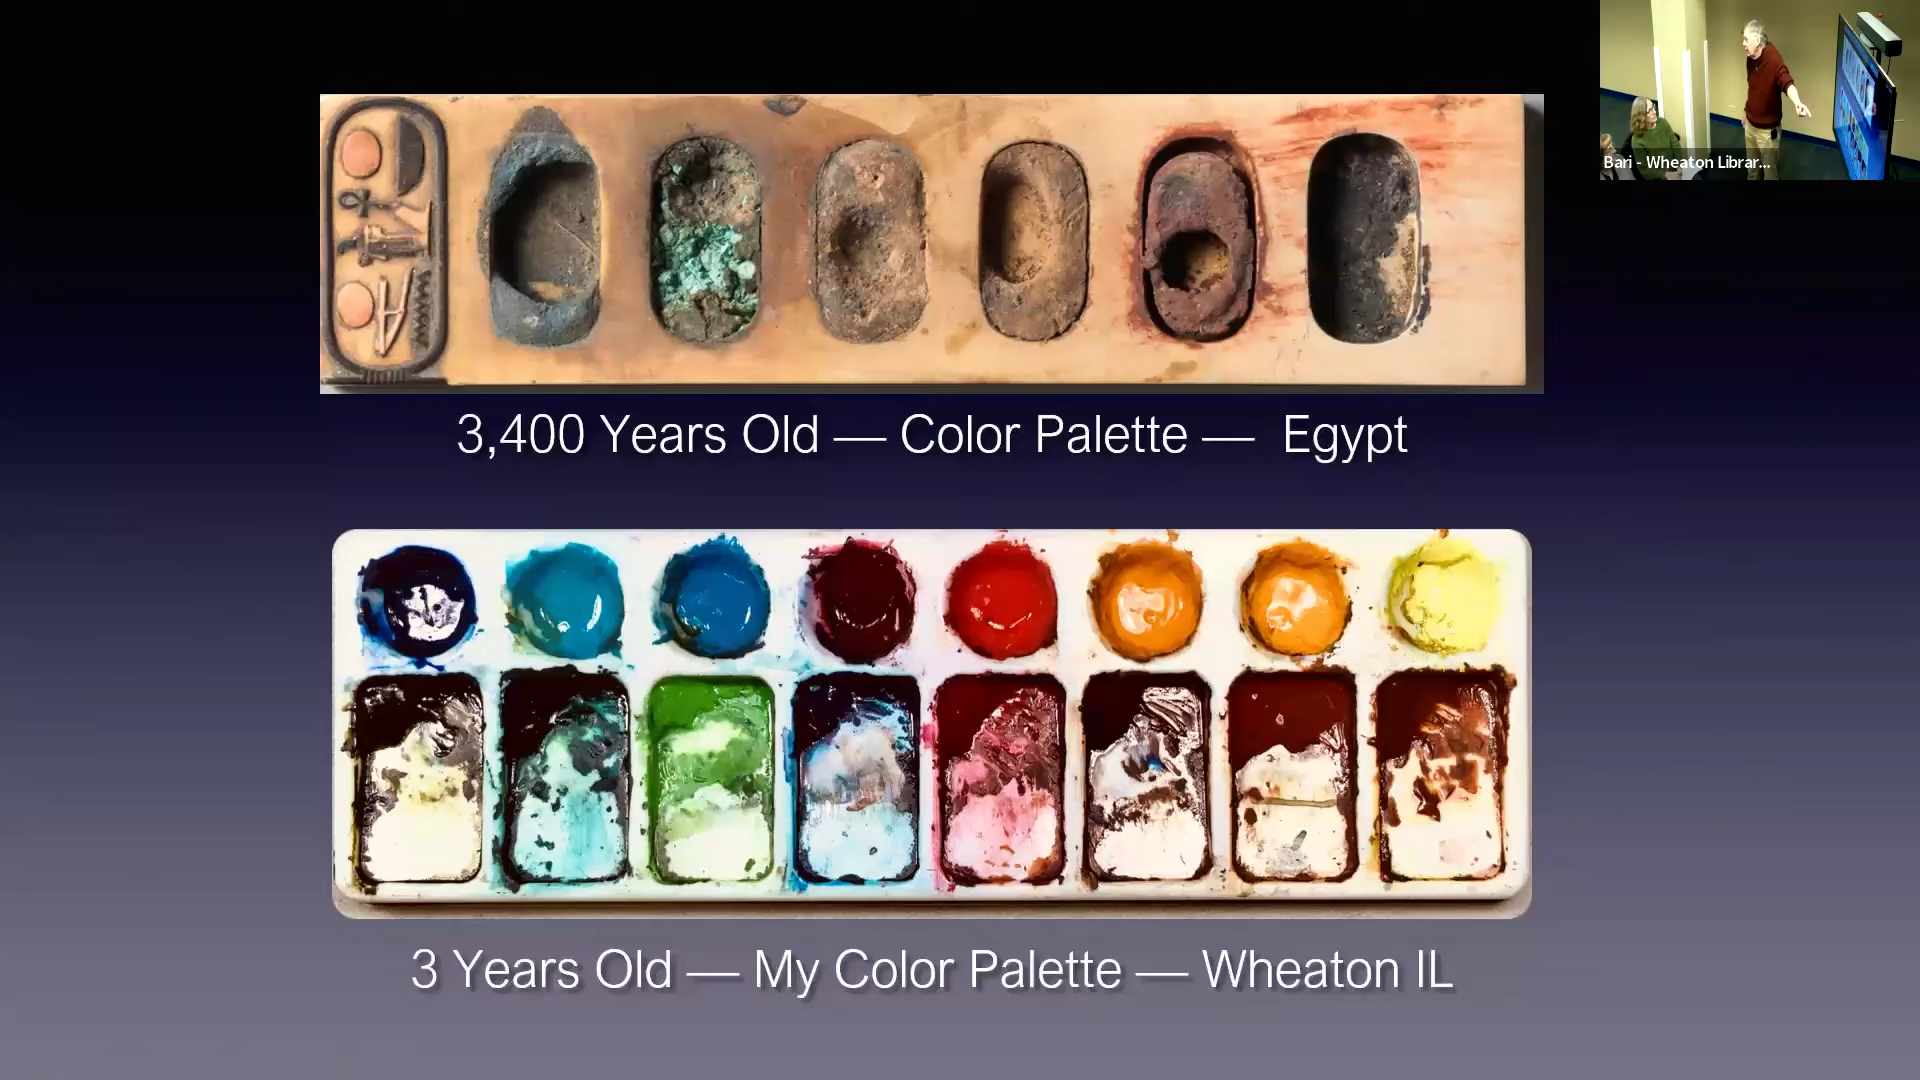 Bari - Wheaton Librar...
3,400 Years Old — Color Palette — Egypt
3 Years Old — My Color Palette — Wheaton IL